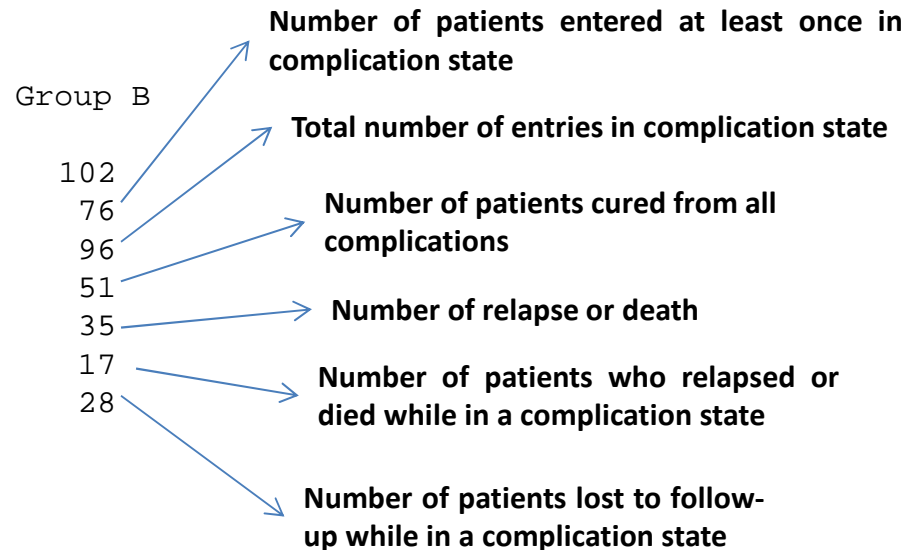 Number of patients entered at least once in
complication state
Group B
Total number of entries in complication state
102
76
96
51
35
17
28
Number of patients cured from all
complications
Number of relapse or death
Number of patients who relapsed or
died while in a complication state
Number of patients lost to follow-
up while in a complication state